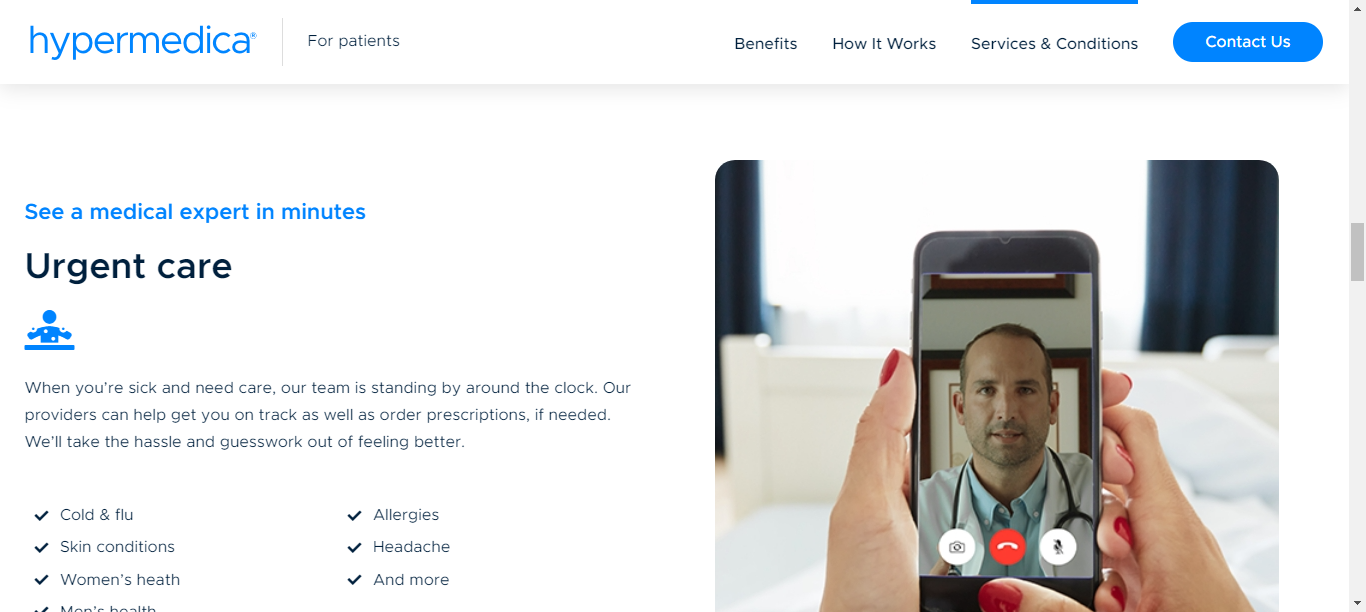 hypermedica®
For patients
Benefits
How It Works
Services & Conditions
Contact Us
See a medical expert in minutes
Urgent care
When you’re sick and need care, our team is standing by around the clock. Our
providers can help get you on track as well as order prescriptions, if needed.
We’ll take the hassle and guesswork out of feeling better.
Cold & flu
Skin conditions
Women’s heath
Men’s health
Allergies
Headache
And more